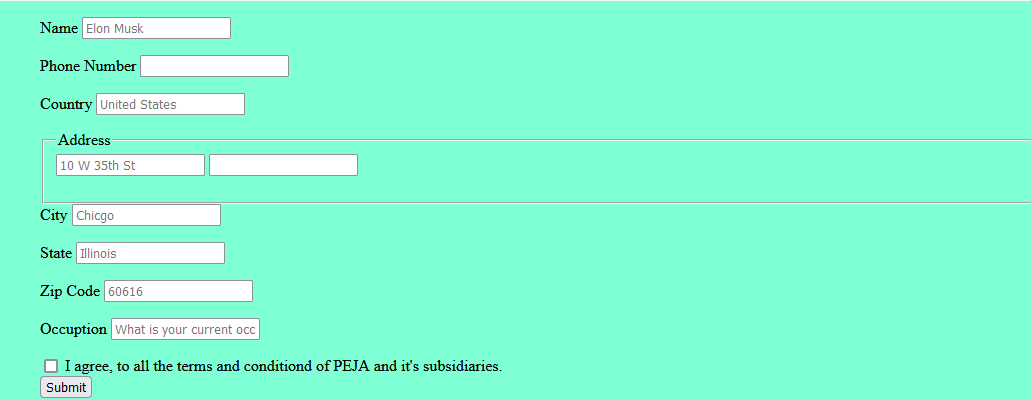 Name Elon Musk
Phone Number
Country United States
Address
10 W 35th St
City Chicgo
State Illinois
Zip Code 60616
Occuption What is your current occ
I agree, to all the terms and conditiond of PEJA and it's subsidiaries.
Submit